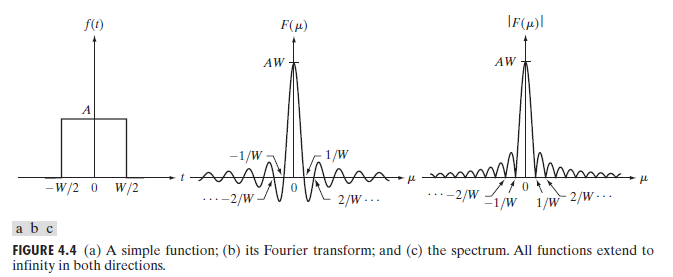 f(t)
F(μ)
|F(μ)|
AW
AW
A
−1/W
1/W
t
μ
μ
−W/2 0 W/2
0
0
· · · −2/W
2/W · · ·
· · · −2/W
−1/W
1/W
2/W · · ·
a b c
FIGURE 4.4 (a) A simple function; (b) its Fourier transform; and (c) the spectrum. All functions extend to
infinity in both directions.